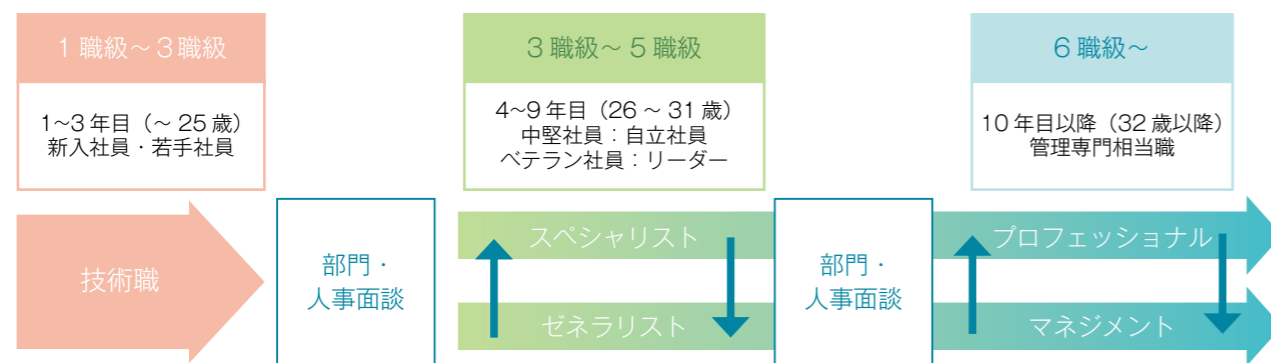 1 職級～3職級
1~3 年目（～ 25 歳）
新入社員・若手社員
3 職級～ 5 職級
4~9 年目（26 ～ 31 歳）
中堅社員：自立社員
ベテラン社員：リーダー
6 職級～
10 年目以降（32 歳以降）
管理専門相当職
技術職
部門・
人事面談
スペシャリスト
ゼネラリスト
部門・
人事面談
プロフェッショナル
マネジメント